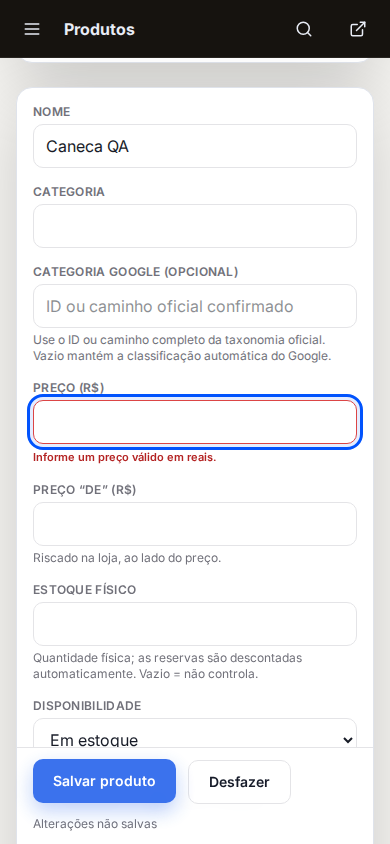 Produtos
NOME
Caneca QA
CATEGORIA
CATEGORIA GOOGLE (OPCIONAL)
ID ou caminho oficial confirmado
Use o ID ou caminho completo da taxonomia oficial.
Vazio mantém a classificação automática do Google.
PREÇO (R$)
Informe um preço válido em reais.
PREÇO “DE” (R$)
Riscado na loja, ao lado do preço.
ESTOQUE FÍSICO
Quantidade física; as reservas são descontadas
automaticamente. Vazio = não controla.
DISPONIBILIDADE
Em estoque
Salvar produto
Desfazer
Alterações não salvas